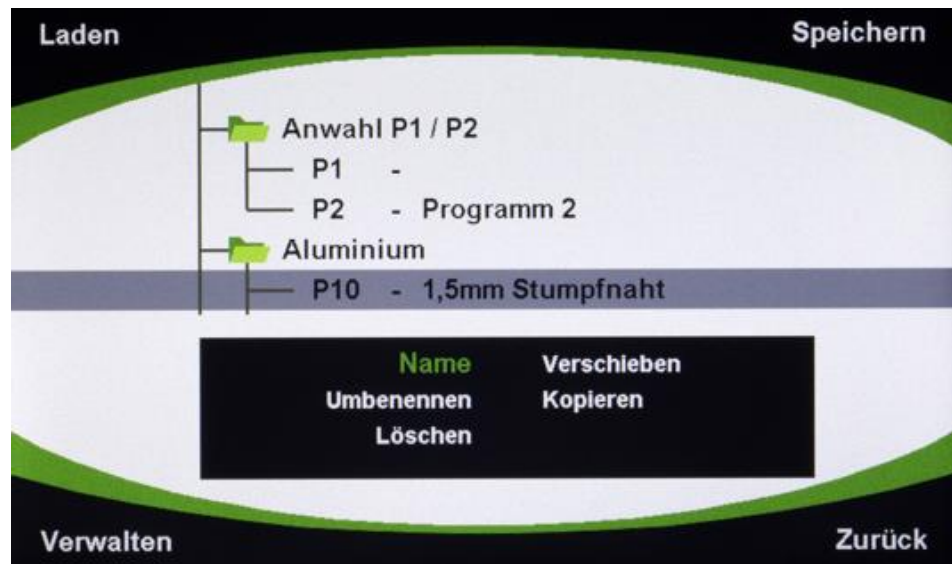 Laden Speichern
Anwahl P1 / P2
P1 -
P2 - Programm 2
Aluminium
P10 - 1,5mm Stumpfnaht
Name Verschieben
Umbenennen Kopieren
Löschen
Verwalten Zurück